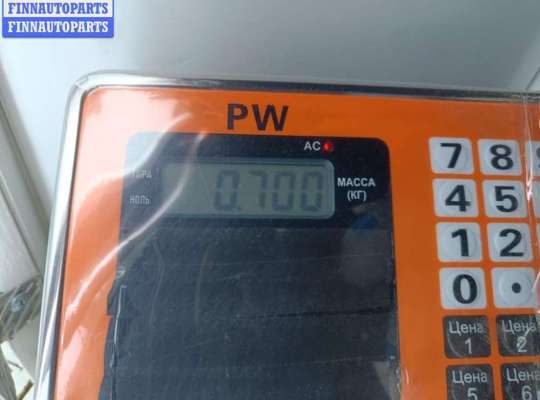 FINNAUTOPARTS
FINNAUTOPARTS
PW
AC
ТАРА
0.700
МАССА
(КГ)
НОЛЬ
7 8
4 5
1 2
0 .
Цена 1
Цена 2
Цена 5
Цена 6